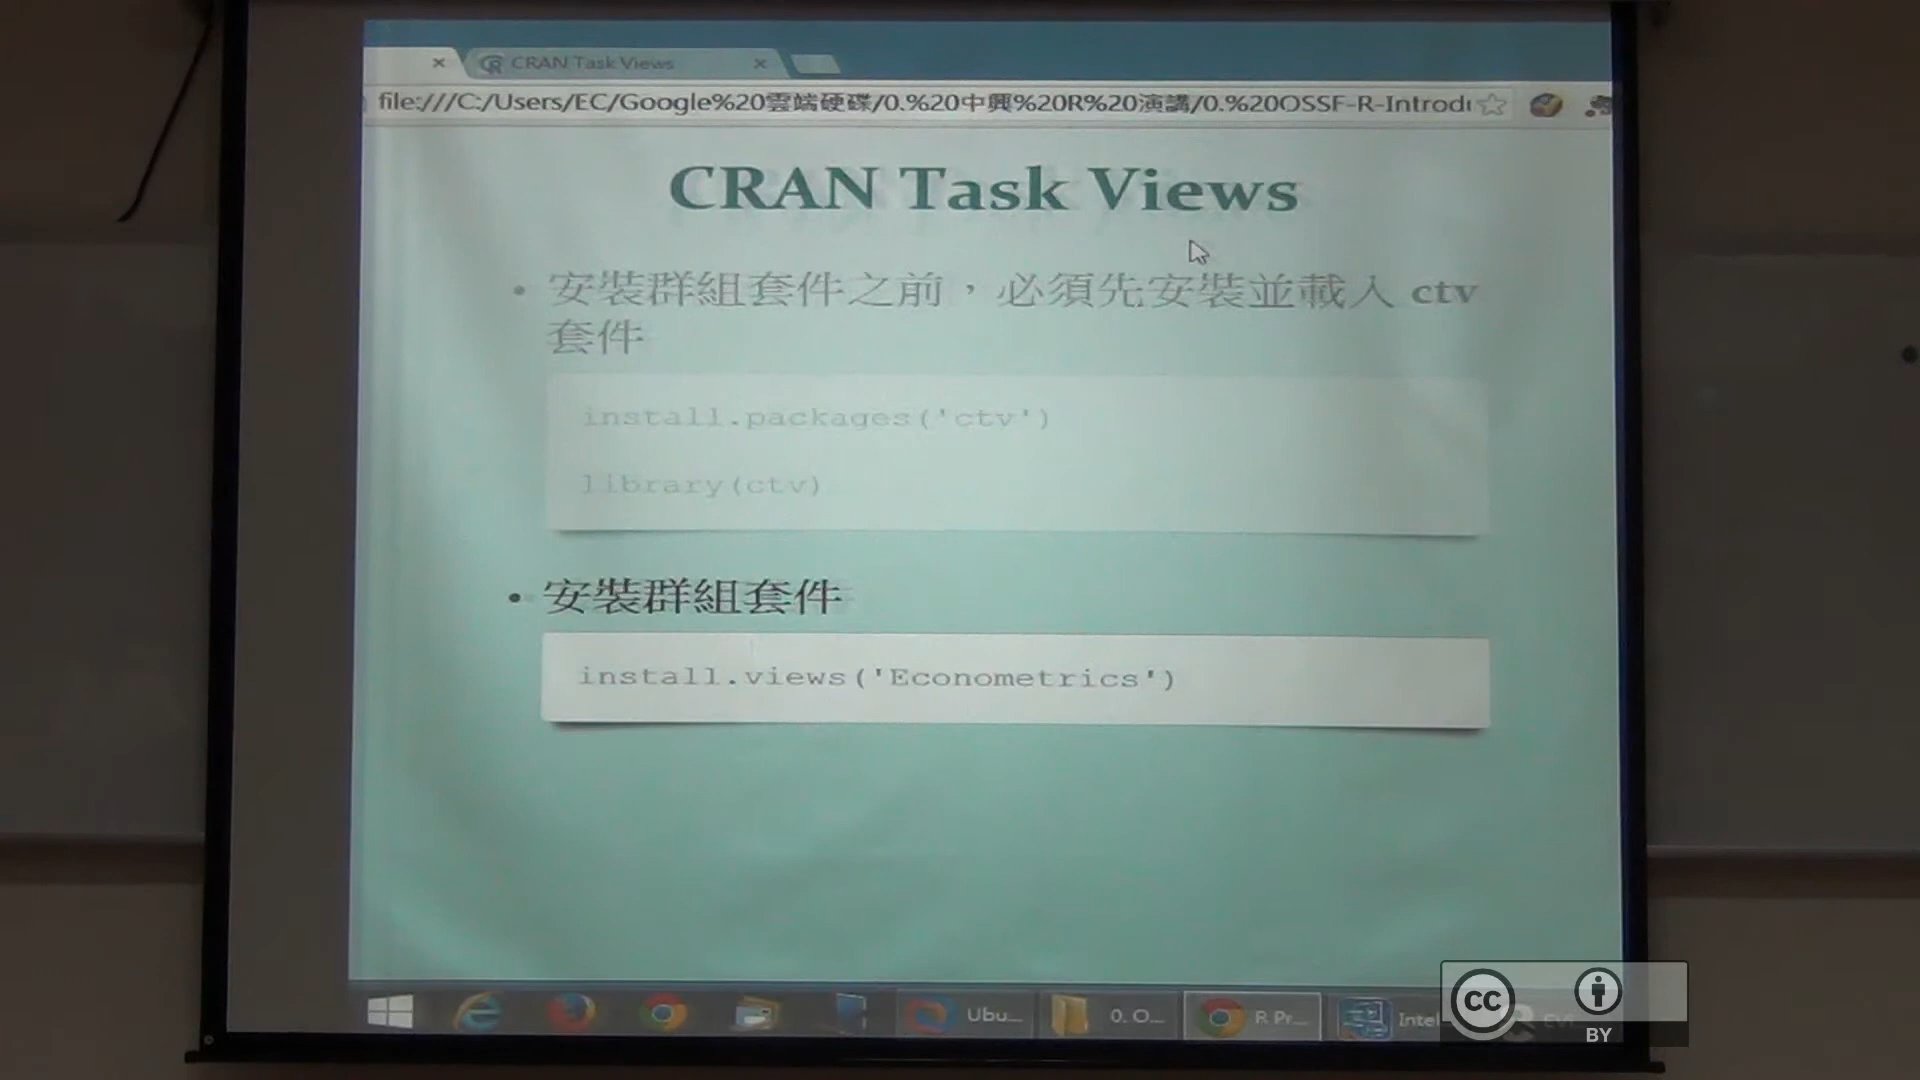 CRAN Task Views
file:///C:/Users/EC/Google%20雲端硬碟/0.%20中興%20R%20演講/0.%20OSSF-R-Introdu
CRAN Task Views
• 安裝群組套件之前，必須先安裝並載入 ctv
套件
install.packages('ctv')
library(ctv)
• 安裝群組套件
install.views('Econometrics')
Ubu...
0. O...
R Pr...
Intel
cc
BY